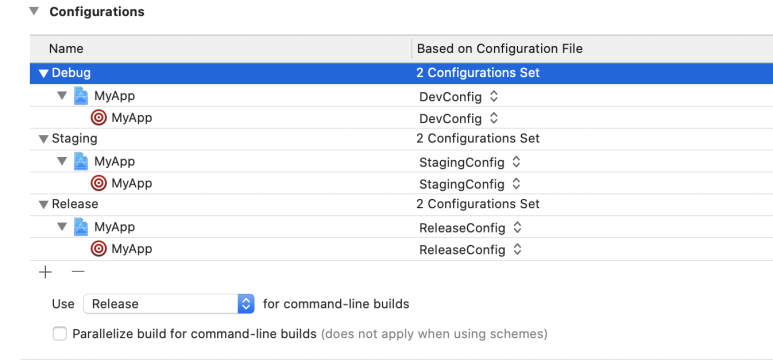 Configurations
Name Based on Configuration File
Debug 2 Configurations Set
MyApp DevConfig
MyApp DevConfig
Staging 2 Configurations Set
MyApp StagingConfig
MyApp StagingConfig
Release 2 Configurations Set
MyApp ReleaseConfig
MyApp ReleaseConfig
Use Release for command-line builds
Parallelize build for command-line builds (does not apply when using schemes)